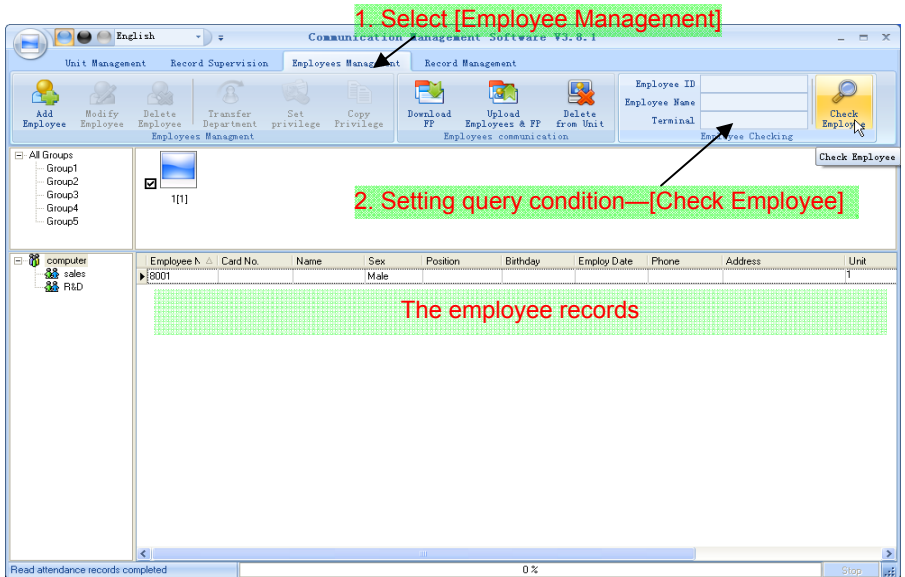 1. Select [Employee Management]
English
Communication Management Software V3.8.1
Unit Management Record Supervision Employees Managment Record Management
Add Employee
Modify Employee
Delete Employee
Transfer Department
Set privilege
Copy Privilege
Employees Managment
Download FP
Upload Employees & FP
Delete from Unit
Employees communication
Employee ID
Employee Name
Terminal
Employee Checking
Check Employee
Check Employee
All Groups
Group1
Group2
Group3
Group4
Group5
1[1]
2. Setting query condition—[Check Employee]
computer
sales
R&D
Employee N Card No. Name Sex Position Birthday Employ Date Phone Address Unit
8001 Male 1
The employee records
Read attendance records completed 0 % Stop